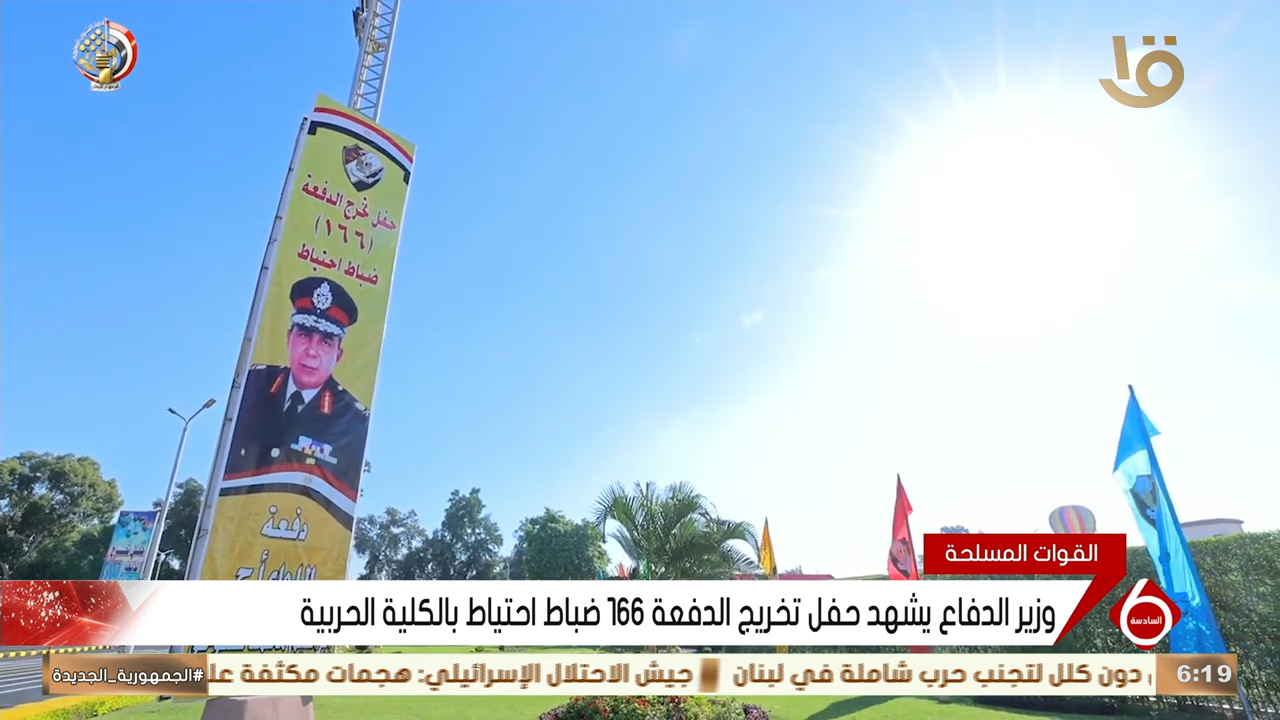 حفل تخرج الدفعة
(١٦٦)
ضباط احتياط
دفعة
القوات المسلحة
وزير الدفاع يشهد حفل تخريج الدفعة 166 ضباط احتياط بالكلية الحربية
السادسة
دون كلل لتجنب حرب شاملة في لبنان جيش الاحتلال الإسرائيلي: هجمات مكثفة
#الجمهورية_الجديدة
6:19